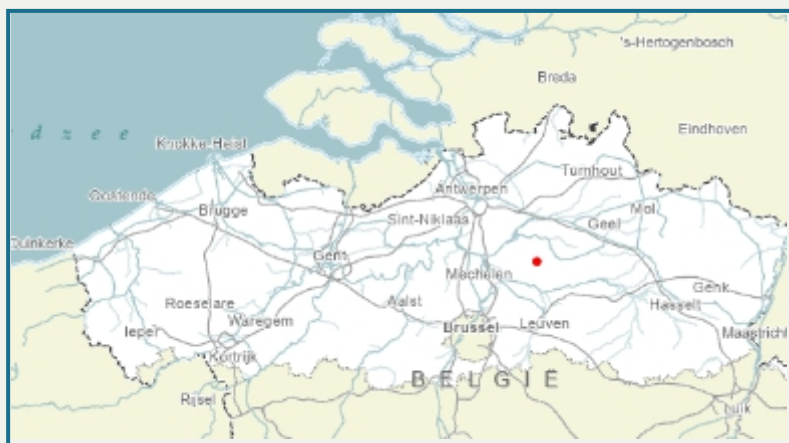 's-Hertogenbosch
Breda
Eindhoven
d z e e
Knokke-Heist
Turnhout
Antwerpen
Oostende
Mol
Brugge
Sint-Niklaas
Geel
Duinkerke
Gent
Mechelen
Genk
Roeselare
Aalst
Hasselt
Waregem
Brussel
Leuven
Ieper
Maastricht
Kortrijk
BELGIË
Rijsel
Luik